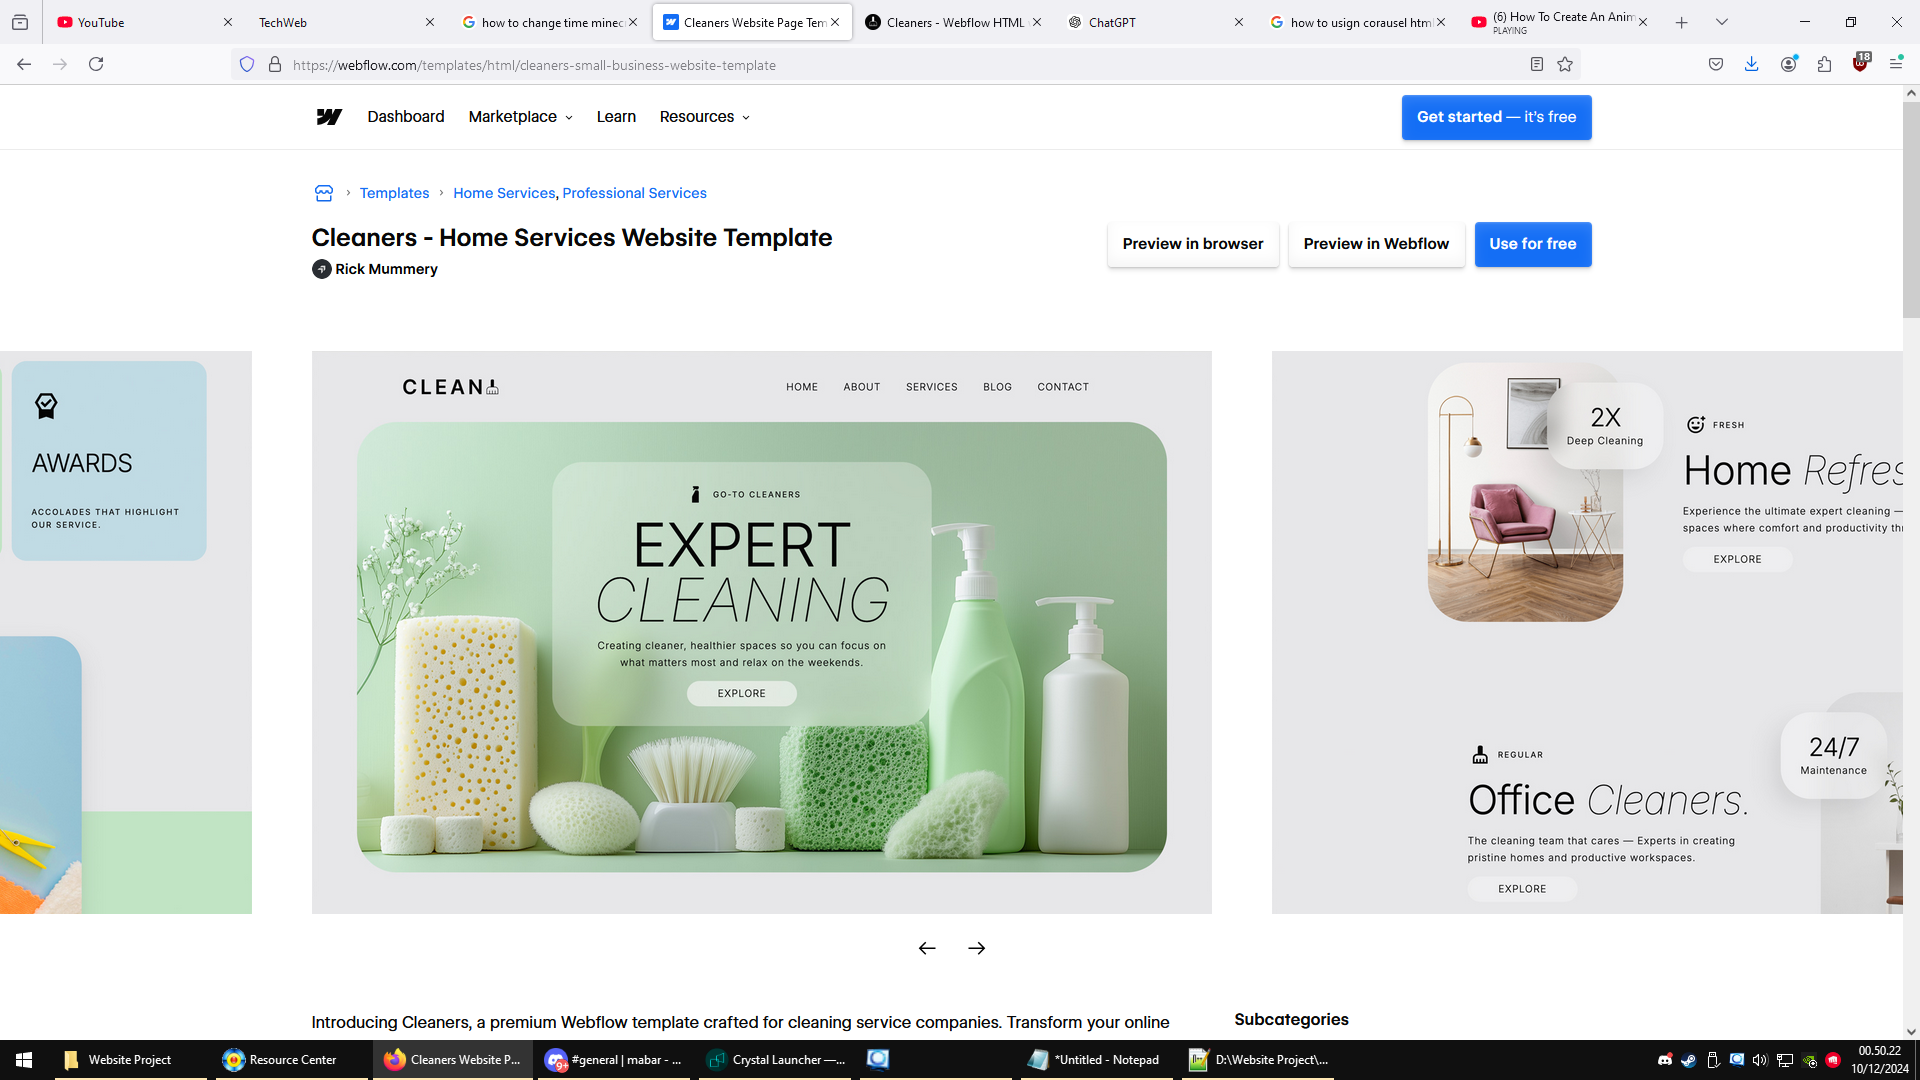 YouTube
TechWeb
how to change time minecr
Cleaners Website Page Tem
Cleaners - Webflow HTML
ChatGPT
how to usign corausel html
(6) How To Create An Anim
PLAYING
https://webflow.com/templates/html/cleaners-small-business-website-template
18
Dashboard
Marketplace
Learn
Resources
Get started — it's free
Templates
Home Services, Professional Services
Cleaners - Home Services Website Template
Rick Mummery
Preview in browser
Preview in Webflow
Use for free
AWARDS
ACCOLADES THAT HIGHLIGHT
OUR SERVICE.
CLEAN
HOME
ABOUT
SERVICES
BLOG
CONTACT
GO-TO CLEANERS
EXPERT
CLEANING
Creating cleaner, healthier spaces so you can focus on
what matters most and relax on the weekends.
EXPLORE
2X
Deep Cleaning
FRESH
Home Refres
Experience the ultimate expert cleaning —
spaces where comfort and productivity thr
EXPLORE
24/7
Maintenance
REGULAR
Office Cleaners.
The cleaning team that cares — Experts in creating
pristine homes and productive workspaces.
EXPLORE
Introducing Cleaners, a premium Webflow template crafted for cleaning service companies. Transform your online
Subcategories
Website Project
Resource Center
Cleaners Website P...
9+
#general | mabar - ...
Crystal Launcher —...
*Untitled - Notepad
D:\Website Project\...
00.50.22
10/12/2024